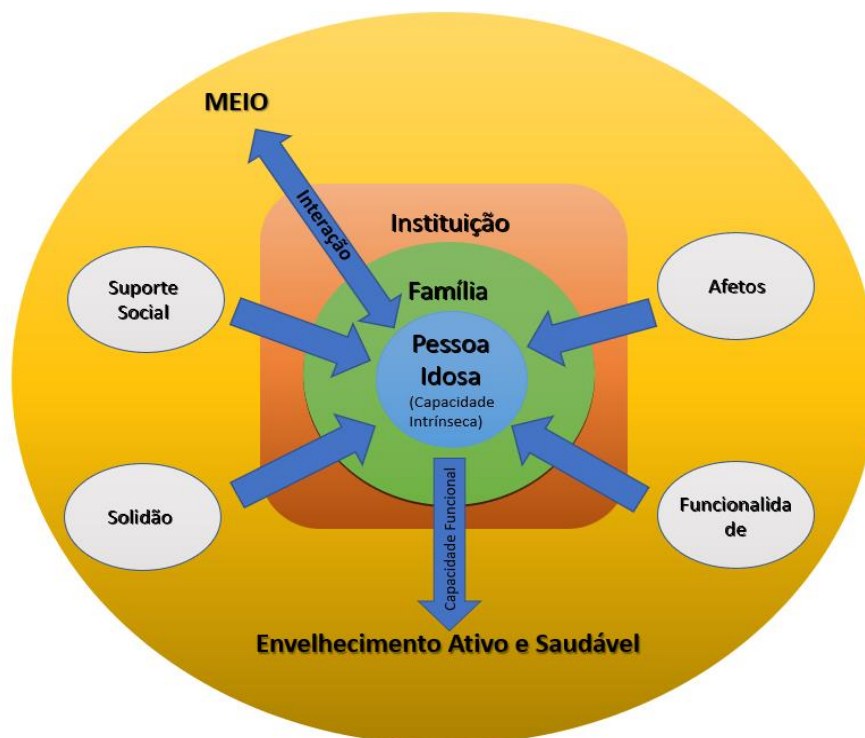 MEIO
Interação
Instituição
Família
Suporte
Social
Afetos
Pessoa
Idosa
(Capacidade
Intrínseca)
Solidão
Funcionalida
de
Capacidade Funcional
Envelhecimento Ativo e Saudável